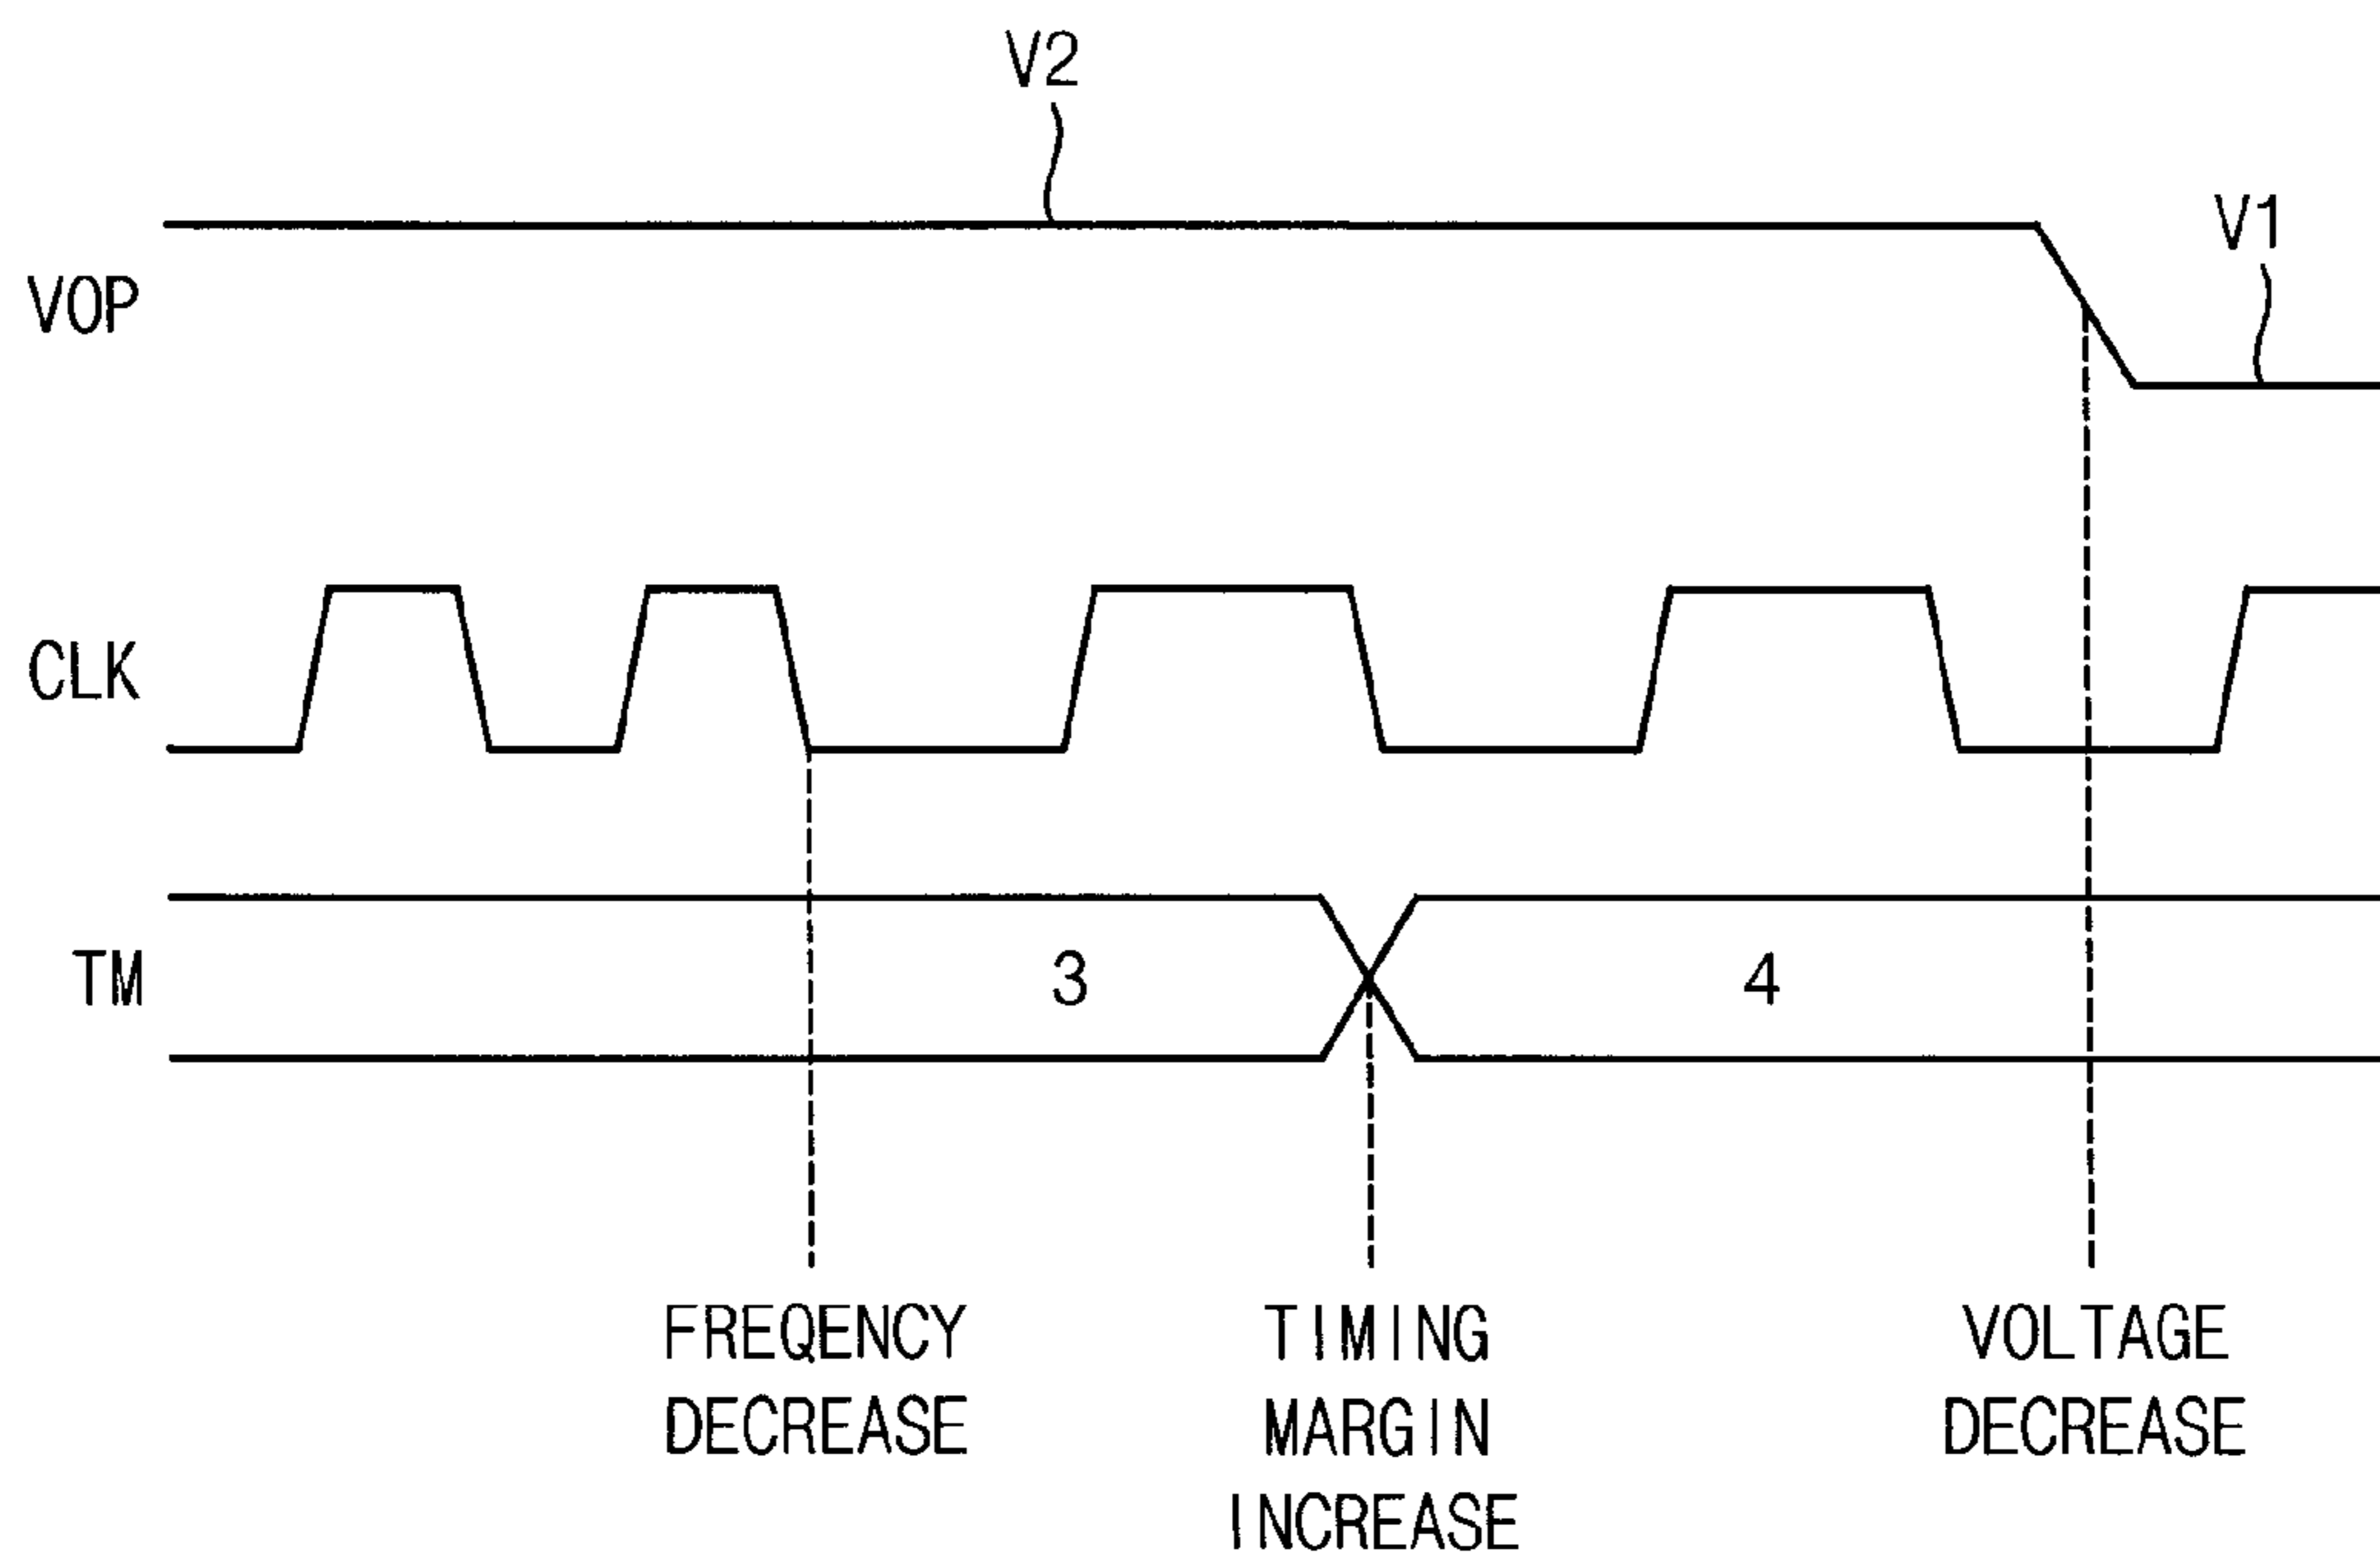 V2
V1
VOP
CLK
TM
3
4
FREQENCY
DECREASE
TIMING
MARGIN
INCREASE
VOLTAGE
DECREASE